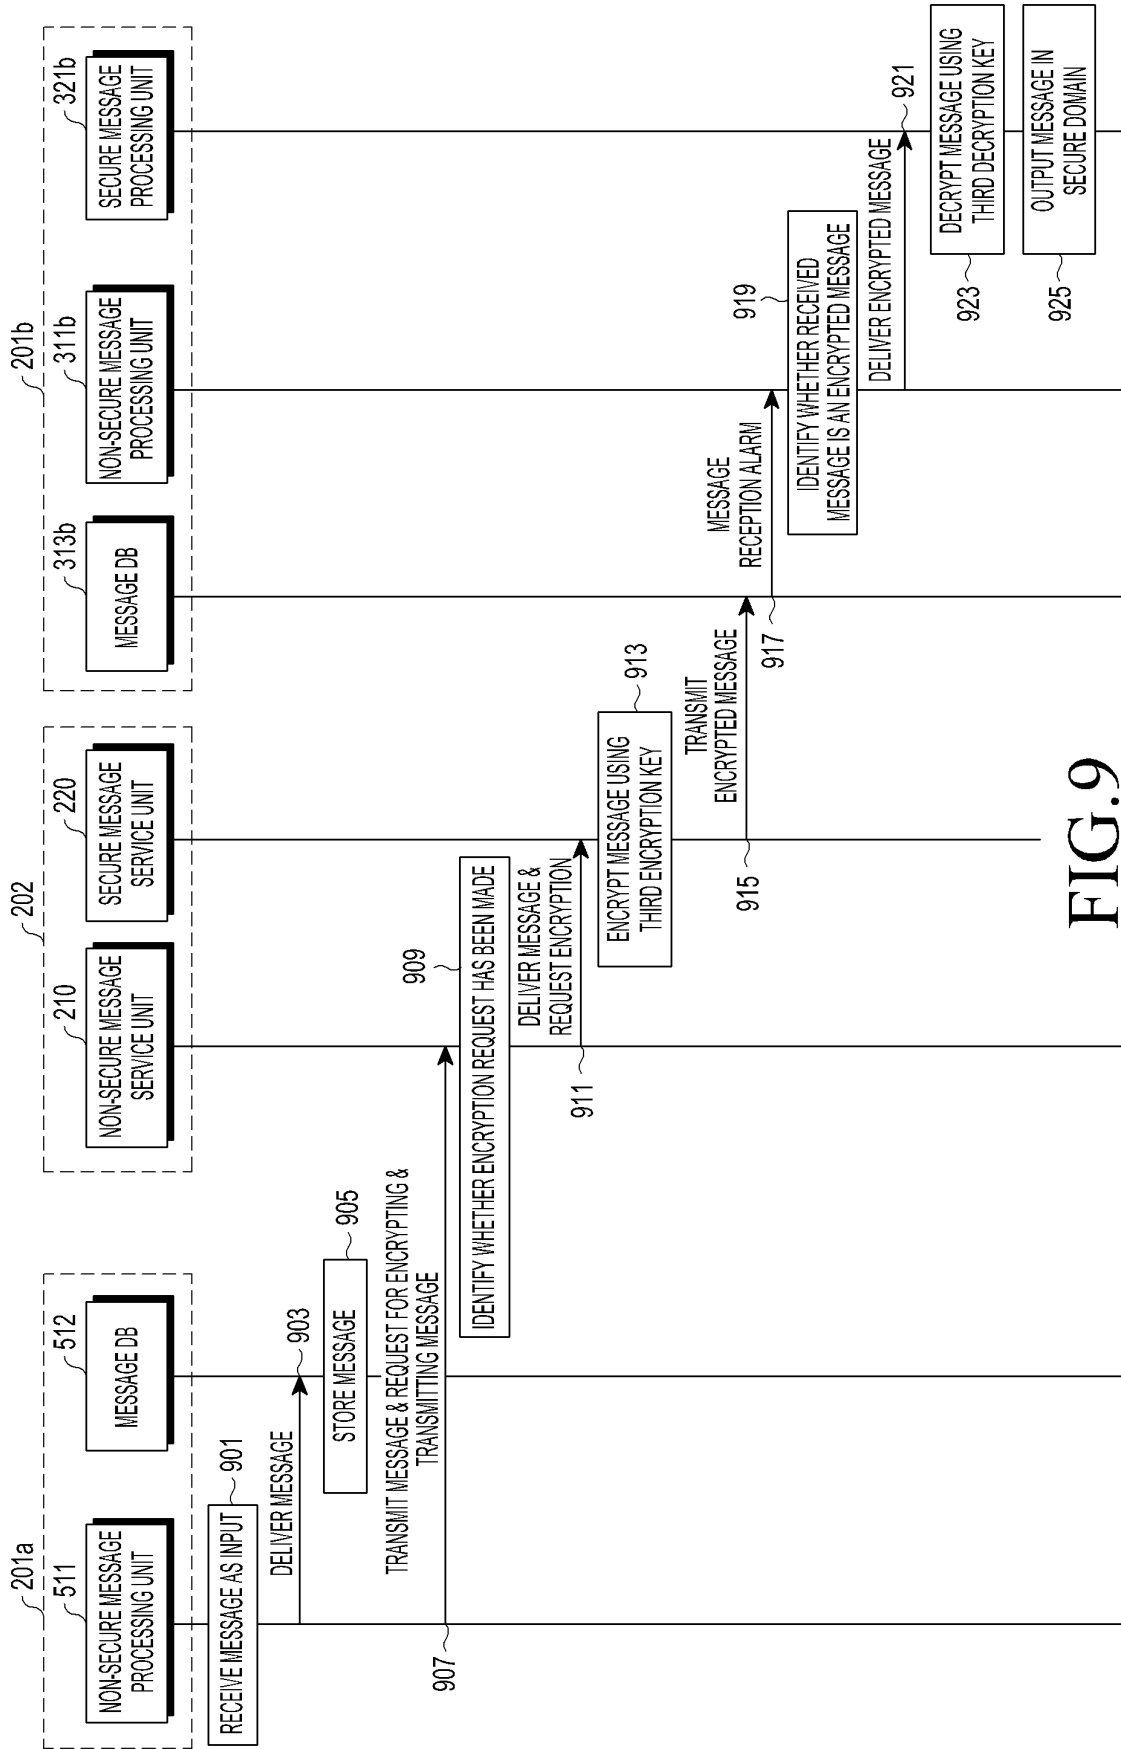 201a
202
201b
511
512
210
220
313b
311b
321b
NON-SECURE MESSAGE
PROCESSING UNIT
MESSAGE DB
NON-SECURE MESSAGE
SERVICE UNIT
SECURE MESSAGE
SERVICE UNIT
MESSAGE DB
NON-SECURE MESSAGE
PROCESSING UNIT
SECURE MESSAGE
PROCESSING UNIT
RECEIVE MESSAGE AS INPUT
901
DELIVER MESSAGE
903
STORE MESSAGE
905
TRANSMIT MESSAGE & REQUEST FOR ENCRYPTING &
TRANSMITTING MESSAGE
907
909
IDENTIFY WHETHER ENCRYPTION REQUEST HAS BEEN MADE
DELIVER MESSAGE &
REQUEST ENCRYPTION
911
ENCRYPT MESSAGE USING
THIRD ENCRYPTION KEY
913
TRANSMIT
ENCRYPTED MESSAGE
915
MESSAGE
RECEPTION ALARM
917
919
IDENTIFY WHETHER RECEIVED
MESSAGE IS AN ENCRYPTED MESSAGE
DELIVER ENCRYPTED MESSAGE
921
DECRYPT MESSAGE USING
THIRD DECRYPTION KEY
923
OUTPUT MESSAGE IN
SECURE DOMAIN
925
FIG.9